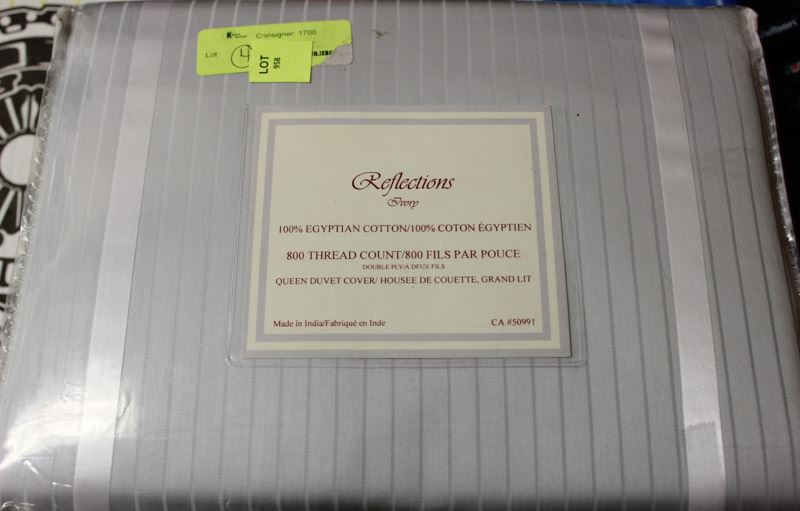 Consigner: 1700
Lot: 4
LOT
958
Reflections
Ivory
100% EGYPTIAN COTTON/100% COTON ÉGYPTIEN
800 THREAD COUNT/800 FILS PAR POUCE
DOUBLE PLY/A DEUX FILS
QUEEN DUVET COVER/ HOUSEE DE COUETTE, GRAND LIT
Made in India/Fabriqué en Inde CA #50991